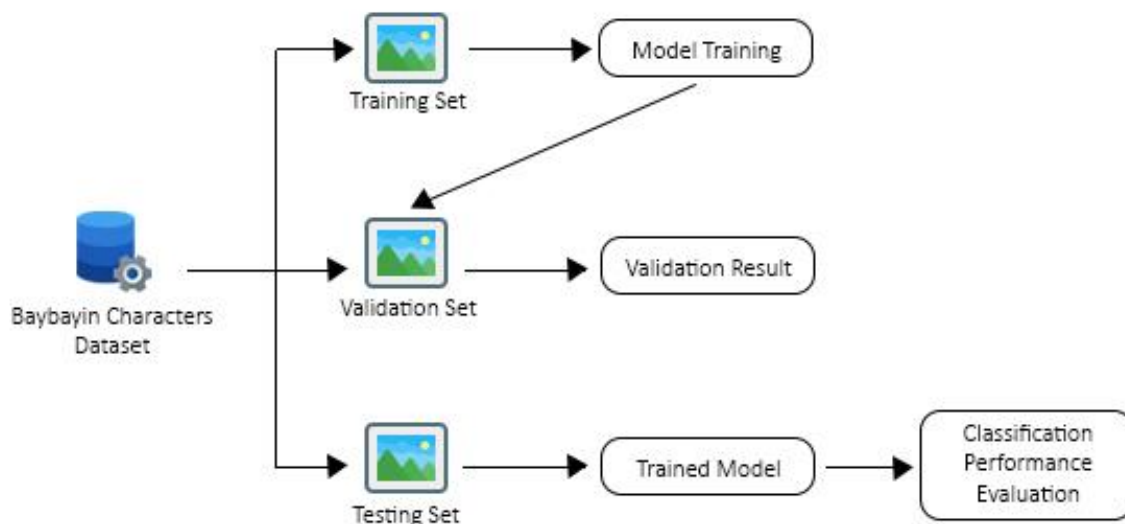 Training Set
Model Training
Baybayin Characters
Dataset
Validation Set
Validation Result
Testing Set
Trained Model
Classification
Performance
Evaluation